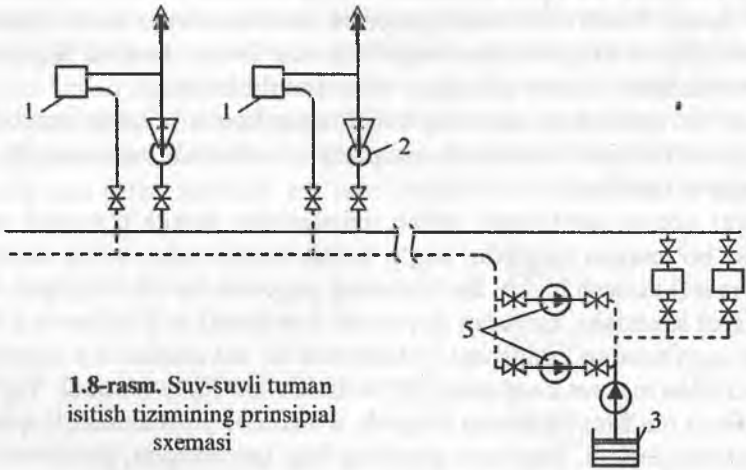 1
1
2
5
3
1.8-rasm. Suv-suvli tuman
isitish tizimining prinsipial
sxemasi